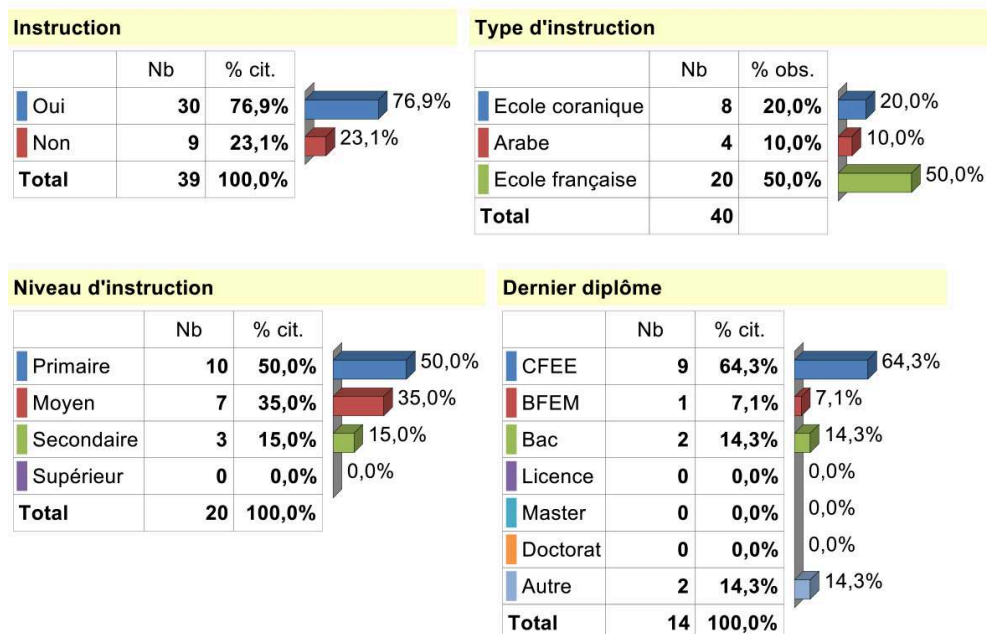 Instruction
Nb % cit.
Oui 30 76,9% 76,9%
Non 9 23,1% 23,1%
Total 39 100,0%
Type d'instruction
Nb % obs.
Ecole coranique 8 20,0% 20,0%
Arabe 4 10,0% 10,0%
Ecole française 20 50,0% 50,0%
Total 40
Niveau d'instruction
Nb % cit.
Primaire 10 50,0% 50,0%
Moyen 7 35,0% 35,0%
Secondaire 3 15,0% 15,0%
Supérieur 0 0,0% 0,0%
Total 20 100,0%
Dernier diplôme
Nb % cit.
CFEE 9 64,3% 64,3%
BFEM 1 7,1% 7,1%
Bac 2 14,3% 14,3%
Licence 0 0,0% 0,0%
Master 0 0,0% 0,0%
Doctorat 0 0,0% 0,0%
Autre 2 14,3% 14,3%
Total 14 100,0%